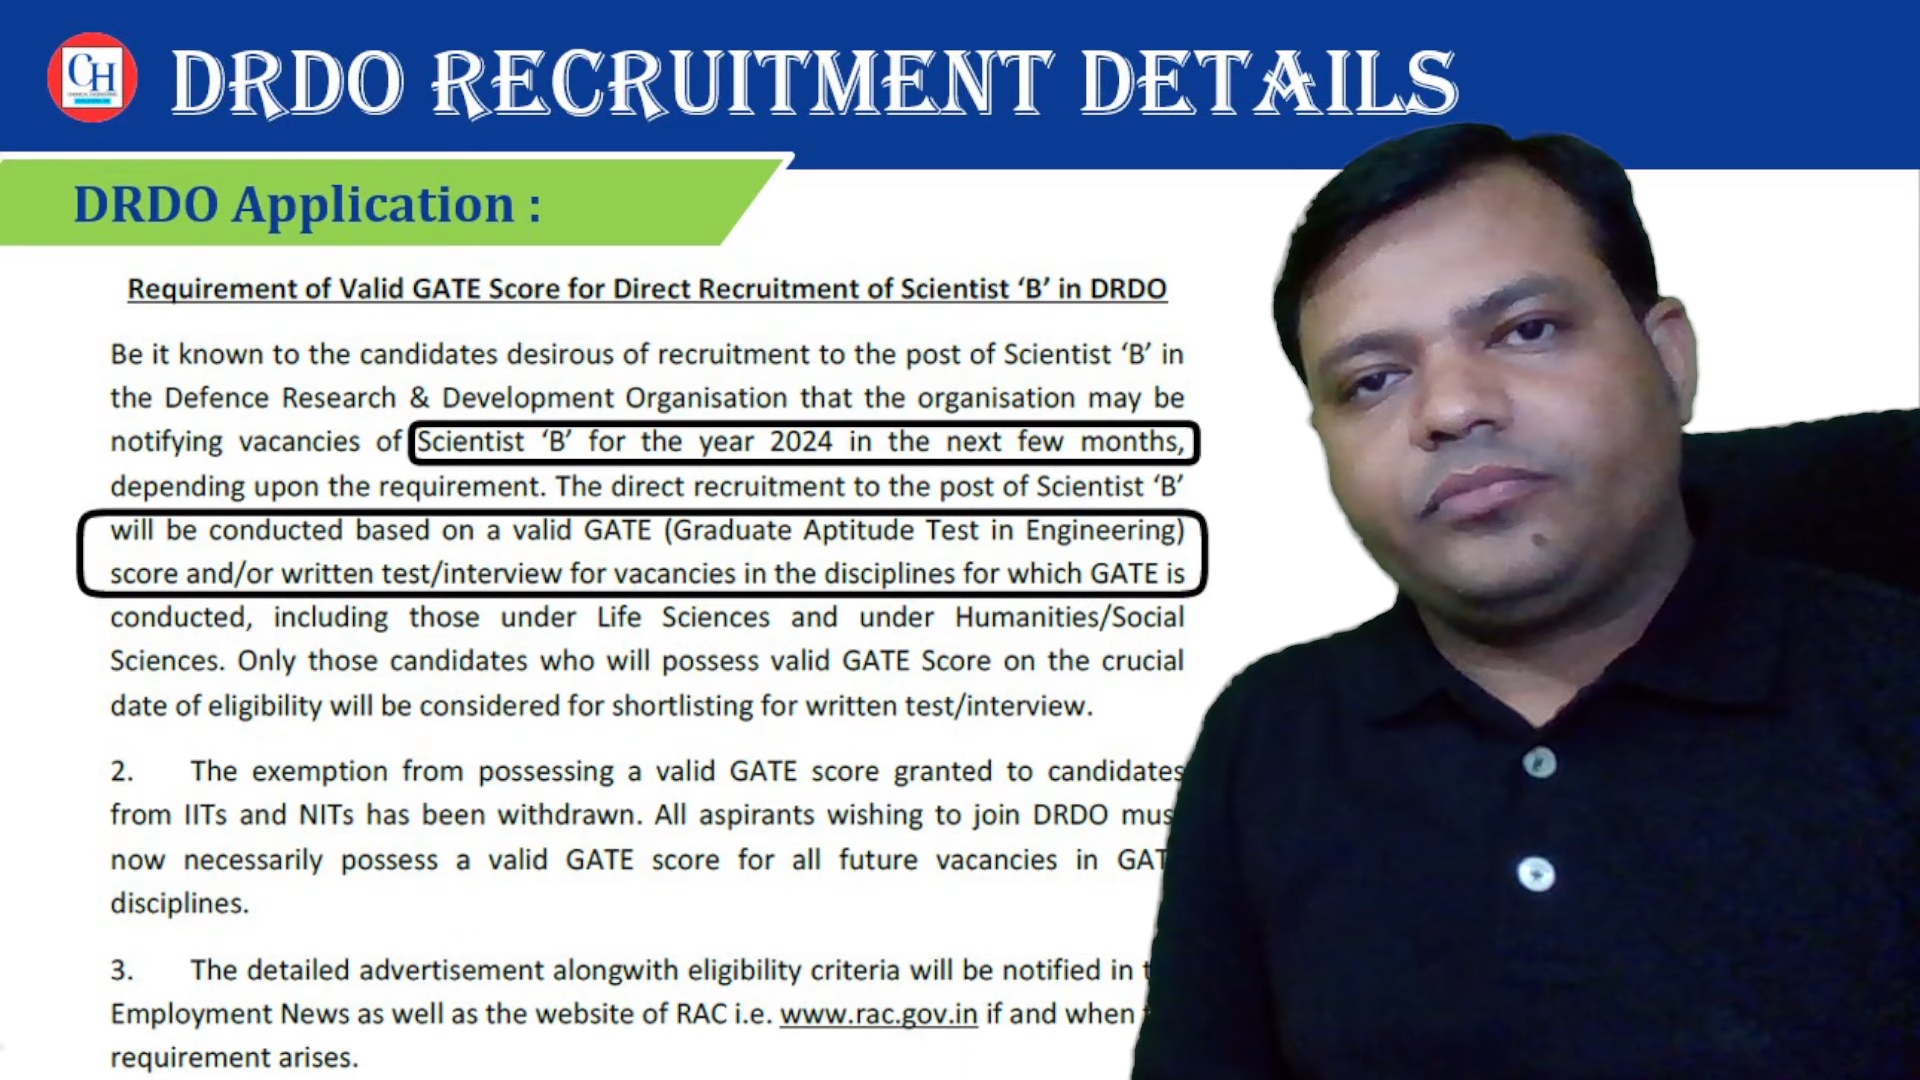 CH
DRDO RECRUITMENT DETAILS
DRDO Application :
Requirement of Valid GATE Score for Direct Recruitment of Scientist ‘B’ in DRDO
Be it known to the candidates desirous of recruitment to the post of Scientist ‘B’ in
the Defence Research & Development Organisation that the organisation may be
notifying vacancies of Scientist ‘B’ for the year 2024 in the next few months,
depending upon the requirement. The direct recruitment to the post of Scientist ‘B’
will be conducted based on a valid GATE (Graduate Aptitude Test in Engineering)
score and/or written test/interview for vacancies in the disciplines for which GATE is
conducted, including those under Life Sciences and under Humanities/Social
Sciences. Only those candidates who will possess valid GATE Score on the crucial
date of eligibility will be considered for shortlisting for written test/interview.
2. The exemption from possessing a valid GATE score granted to candidates
from IITs and NITs has been withdrawn. All aspirants wishing to join DRDO mus
now necessarily possess a valid GATE score for all future vacancies in GAT
disciplines.
3. The detailed advertisement alongwith eligibility criteria will be notified in t
Employment News as well as the website of RAC i.e. www.rac.gov.in if and when
requirement arises.